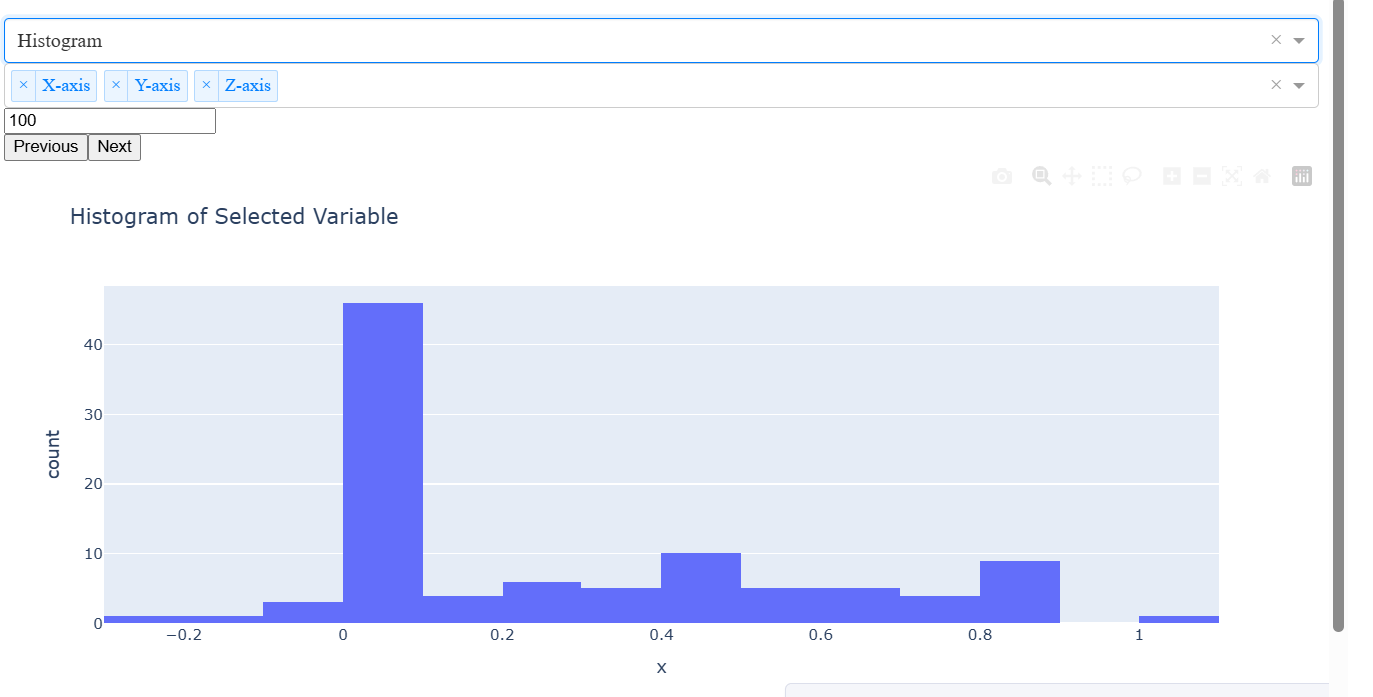 Histogram
× X-axis × Y-axis × Z-axis
100
Previous Next
Histogram of Selected Variable
40
30
20
10
0
count
−0.2 0 0.2 0.4 0.6 0.8 1
x